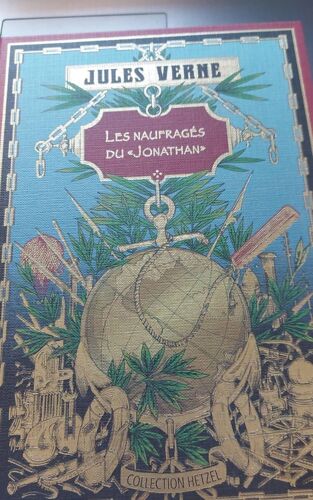 JULES VERNE
LES NAUFRAGÉS
DU «JONATHAN»
COLLECTION HETZEL